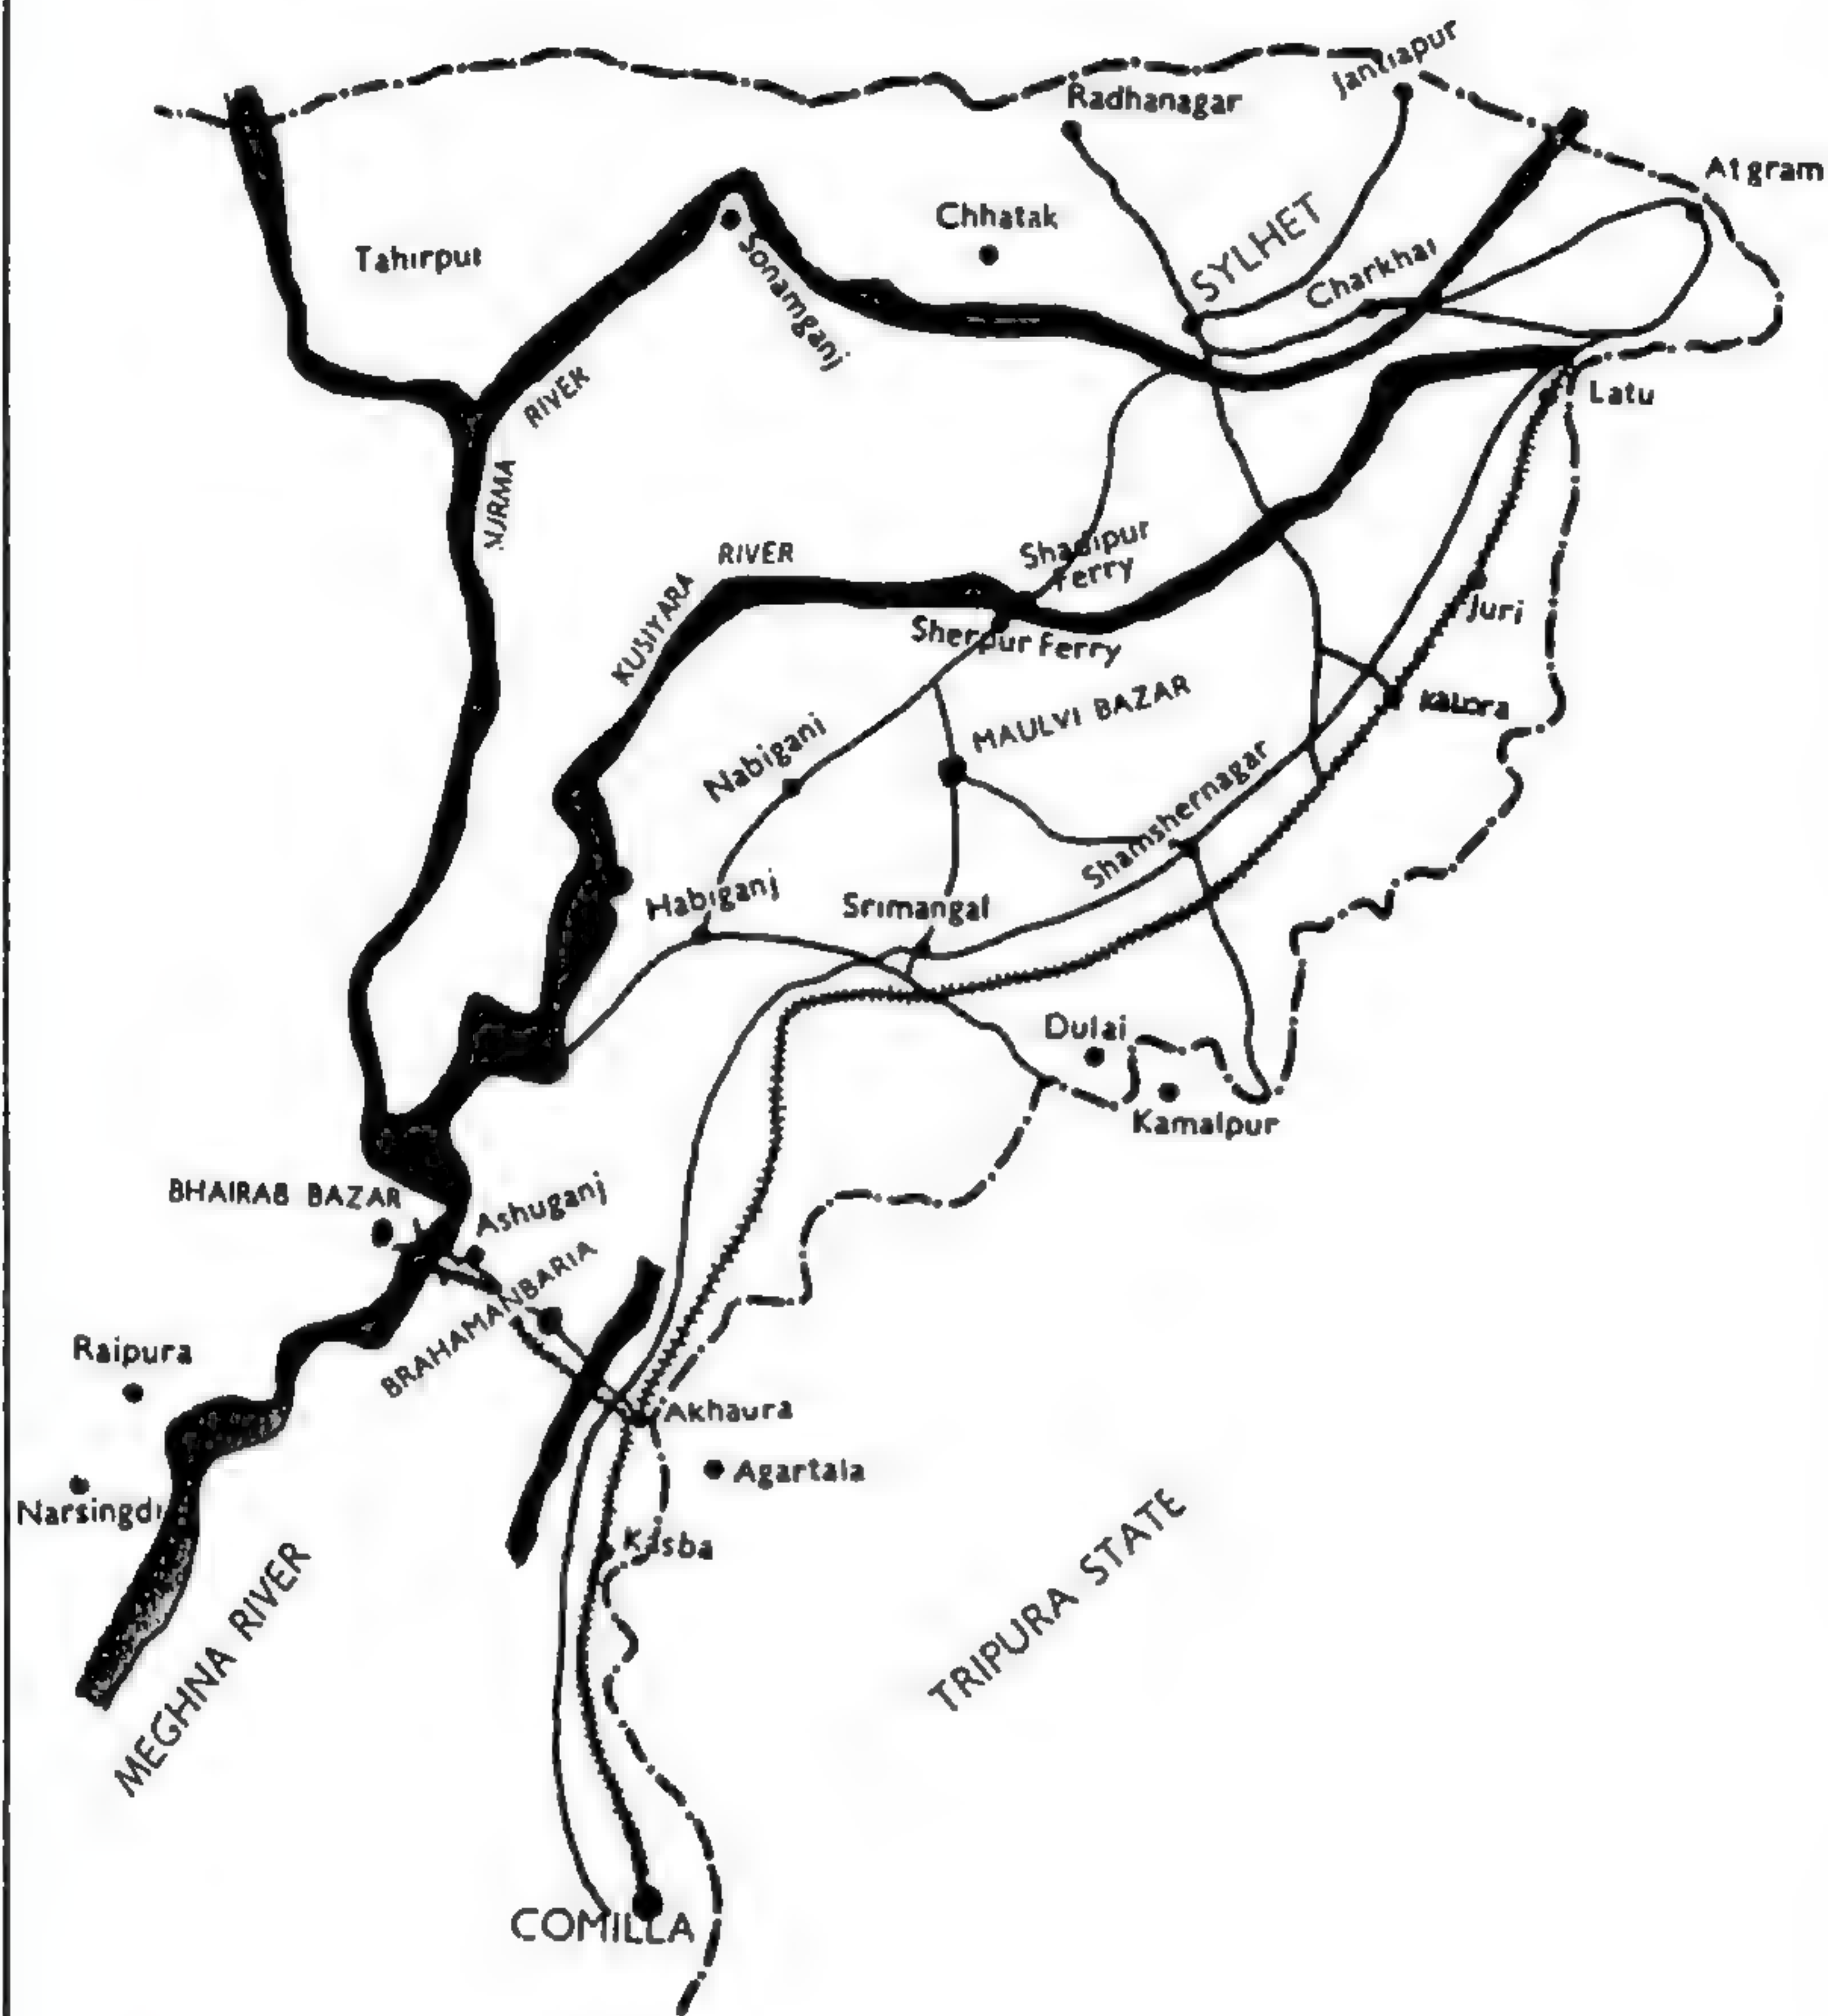 Jantiapur
Radhanagar
Atgram
Chhatak
SYLHET
Charkhai
Tahirpur
Sonamganj
RIVER
Latu
RIVER
Shadipur
Ferry
KUSIYARA
Sherpur Ferry
Juri
MAULVI BAZAR
Nabiganj
Shamshernagar
Habiganj
Srimangal
Dulai
Kamalpur
BHAIRAB BAZAR
Ashuganj
BRAHAMANBARIA
Raipura
Akhaura
Agartala
Narsingdi
Kasba
MEGHNA RIVER
TRIPURA STATE
COMILLA